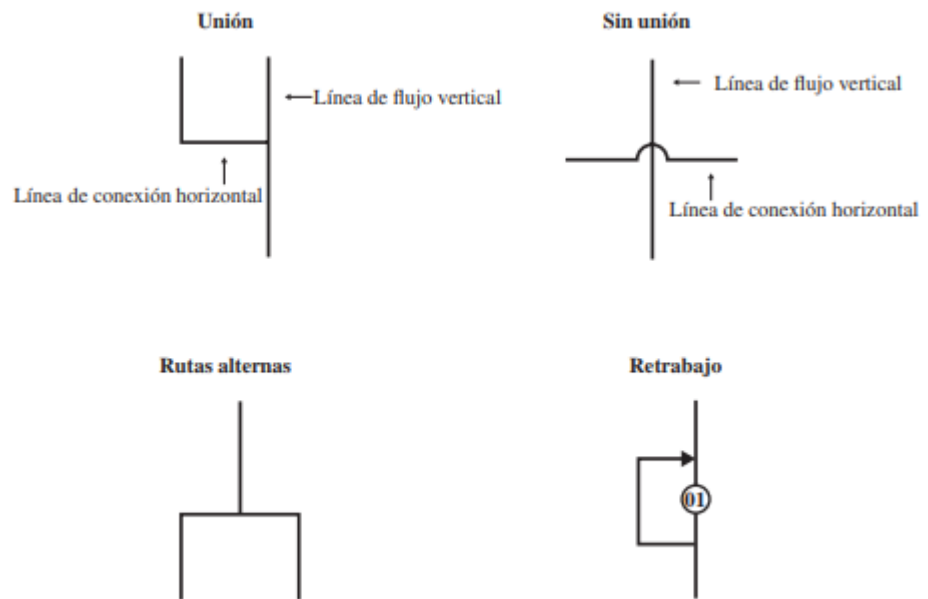 Unión
Sin unión
Línea de flujo vertical
Línea de flujo vertical
Línea de conexión horizontal
Línea de conexión horizontal
Rutas alternas
Retrabajo
01